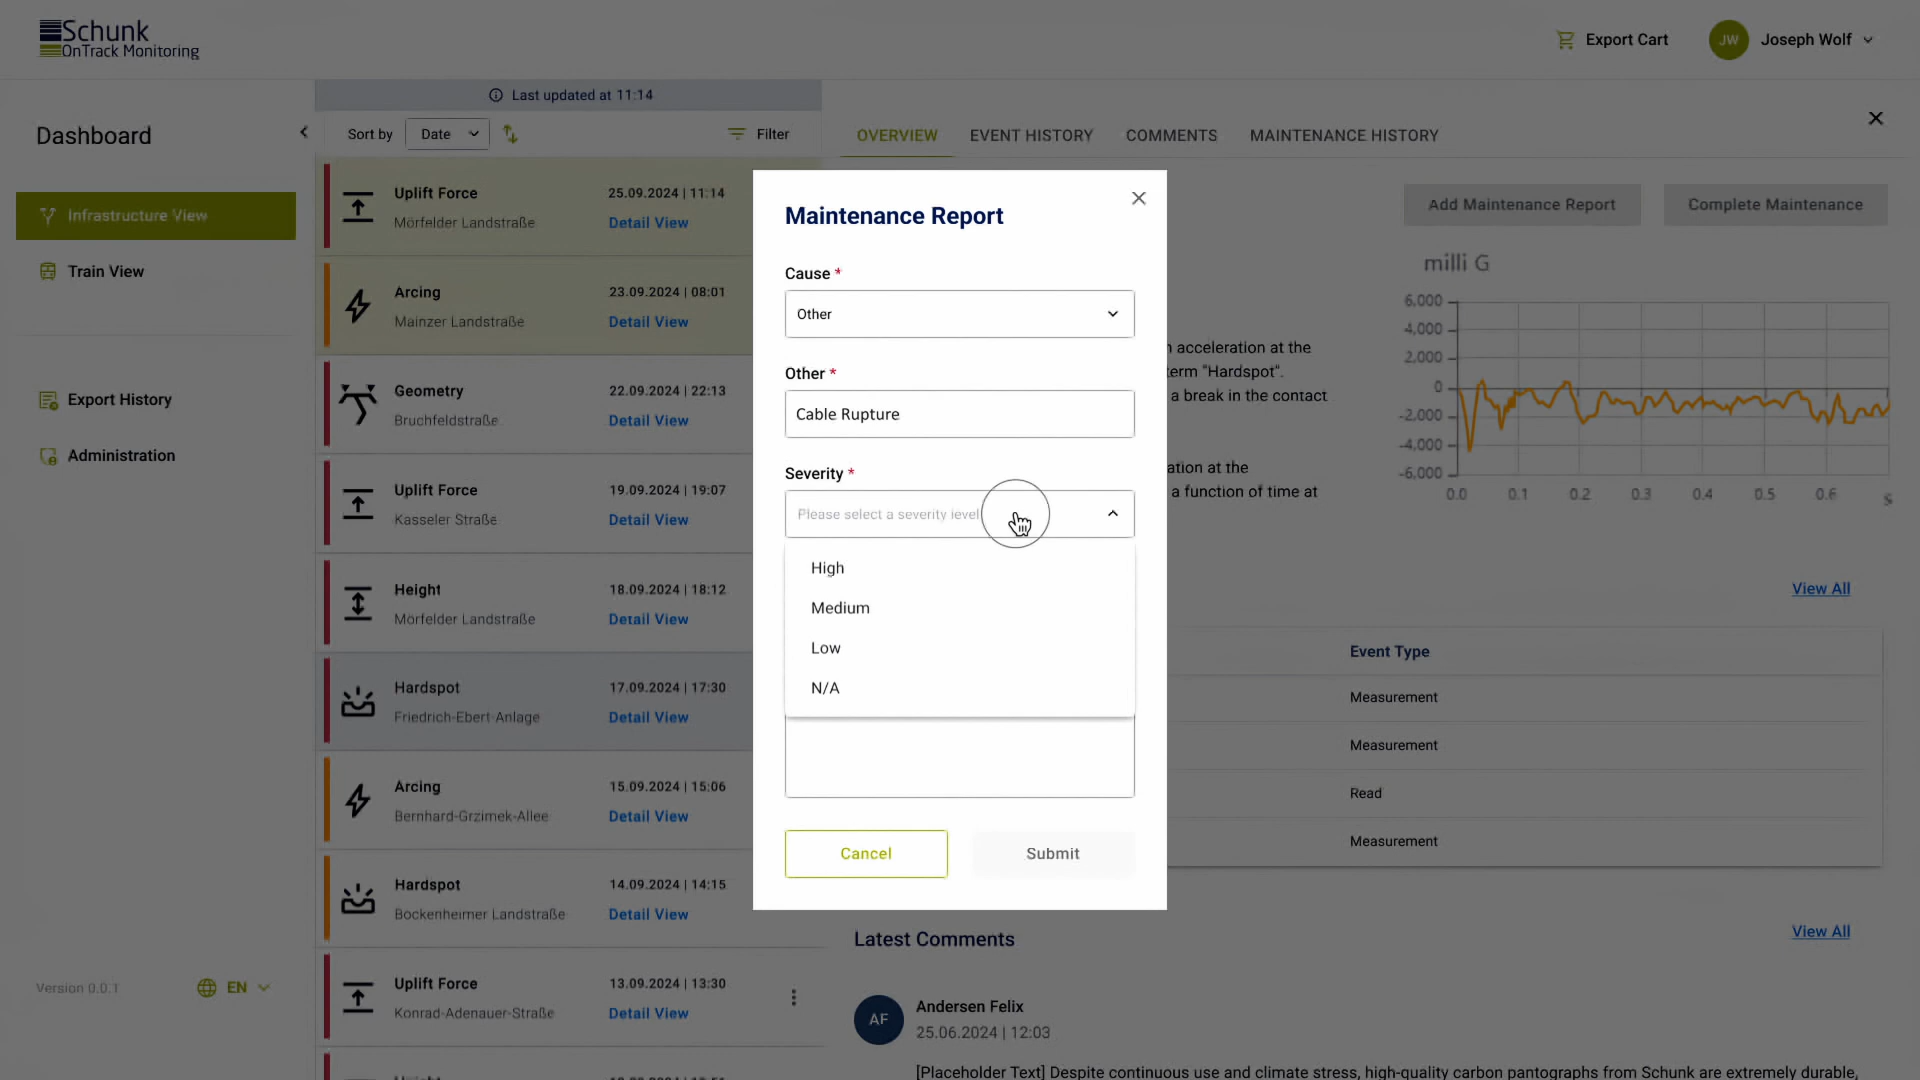 Schunk
OnTrack Monitoring
Export Cart
JW
Joseph Wolf
Dashboard
Infrastructure View
Train View
Export History
Administration
Version 0.0.1
EN
Last updated at 11:14
Sort by
Date
Filter
Uplift Force
25.09.2024 | 11:14
Mörfelder Landstraße
Detail View
Arcing
23.09.2024 | 08:01
Mainzer Landstraße
Detail View
Geometry
22.09.2024 | 22:13
Bruchfeldstraße
Detail View
Uplift Force
19.09.2024 | 19:07
Kasseler Straße
Detail View
Height
18.09.2024 | 18:12
Mörfelder Landstraße
Detail View
Hardspot
17.09.2024 | 17:30
Friedrich-Ebert-Anlage
Detail View
Arcing
15.09.2024 | 15:06
Bernhard-Grzimek-Allee
Detail View
Hardspot
14.09.2024 | 14:15
Bockenheimer Landstraße
Detail View
Uplift Force
13.09.2024 | 13:30
Konrad-Adenauer-Straße
Detail View
OVERVIEW
EVENT HISTORY
COMMENTS
MAINTENANCE HISTORY
Add Maintenance Report
Complete Maintenance
Maintenance Report
Cause *
Other
Other *
Cable Rupture
Severity *
Please select a severity level
High
Medium
Low
N/A
Cancel
Submit
acceleration at the
term "Hardspot".
a break in the contact
at the
a function of time at
milli G
6,000
4,000
2,000
0
-2,000
-4,000
-6,000
0.0
0.1
0.2
0.3
0.4
0.5
0.6
s
View All
Event Type
Measurement
Measurement
Read
Measurement
Latest Comments
View All
AF
Andersen Felix
25.06.2024 | 12:03
[Placeholder Text] Despite continuous use and climate stress, high-quality carbon pantographs from Schunk are extremely durable,